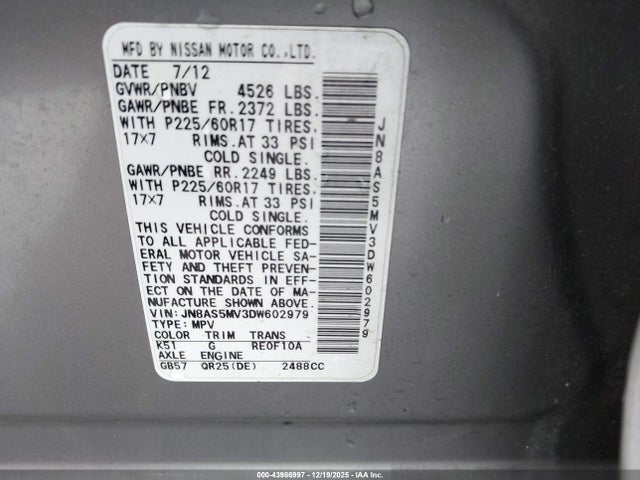 MFD BY NISSAN MOTOR CO.,LTD.
DATE 7/12
GVWR/PNBV 4526 LBS.
GAWR/PNBE FR. 2372 LBS.
WITH P225/60R17 TIRES.
17×7 RIMS. AT 33 PSI
COLD SINGLE.
GAWR/PNBE RR. 2249 LBS.
WITH P225/60R17 TIRES.
17×7 RIMS. AT 33 PSI
COLD SINGLE.
THIS VEHICLE CONFORMS
TO ALL APPLICABLE FED-
ERAL MOTOR VEHICLE SA-
FETY AND THEFT PREVEN-
TION STANDARDS IN EFF-
ECT ON THE DATE OF MA-
NUFACTURE SHOWN ABOVE.
VIN: JN8AS5MV3DW602979
TYPE: MPV
COLOR TRIM TRANS
K51 G RE0F10A
AXLE ENGINE
GB57 QR25(DE) 2488CC
JN8AS5MV3DW602979
000-43986997 - 12/19/2025 - IAA Inc.